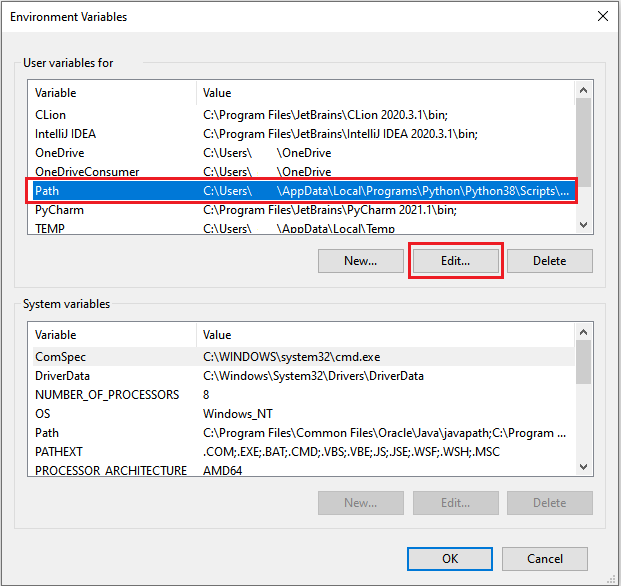 Environment Variables
User variables for
Variable Value
CLion C:\Program Files\JetBrains\CLion 2020.3.1\bin;
IntelliJ IDEA C:\Program Files\JetBrains\IntelliJ IDEA 2020.3.1\bin;
OneDrive C:\Users\ \OneDrive
OneDriveConsumer C:\Users\ \OneDrive
Path C:\Users\ \AppData\Local\Programs\Python\Python38\Scripts\...
PyCharm C:\Program Files\JetBrains\PyCharm 2021.1\bin;
TEMP C:\Users\ \AppData\Local\Temp
New... Edit... Delete
System variables
Variable Value
ComSpec C:\WINDOWS\system32\cmd.exe
DriverData C:\Windows\System32\Drivers\DriverData
NUMBER_OF_PROCESSORS 8
OS Windows_NT
Path C:\Program Files\Common Files\Oracle\Java\javapath;C:\Program ...
PATHEXT .COM;.EXE;.BAT;.CMD;.VBS;.VBE;.JS;.JSE;.WSF;.WSH;.MSC
PROCESSOR_ARCHITECTURE AMD64
New... Edit... Delete
OK Cancel